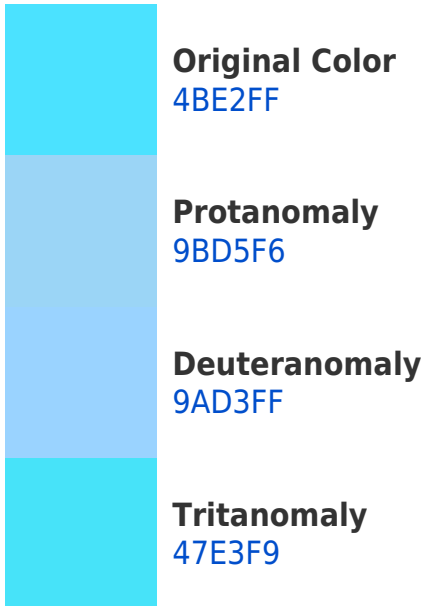 Original Color
4BE2FF
Protanomaly
9BD5F6
Deuteranomaly
9AD3FF
Tritanomaly
47E3F9